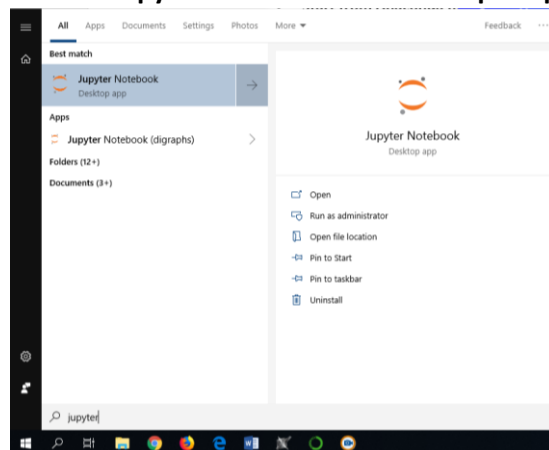 All Apps Documents Settings Photos More Feedback ...
Best match
Jupyter Notebook
Desktop app
Apps
Jupyter Notebook (digraphs)
Folders (12+)
Documents (3+)
Jupyter Notebook
Desktop app
Open
Run as administrator
Open file location
Pin to Start
Pin to taskbar
Uninstall
jupyter